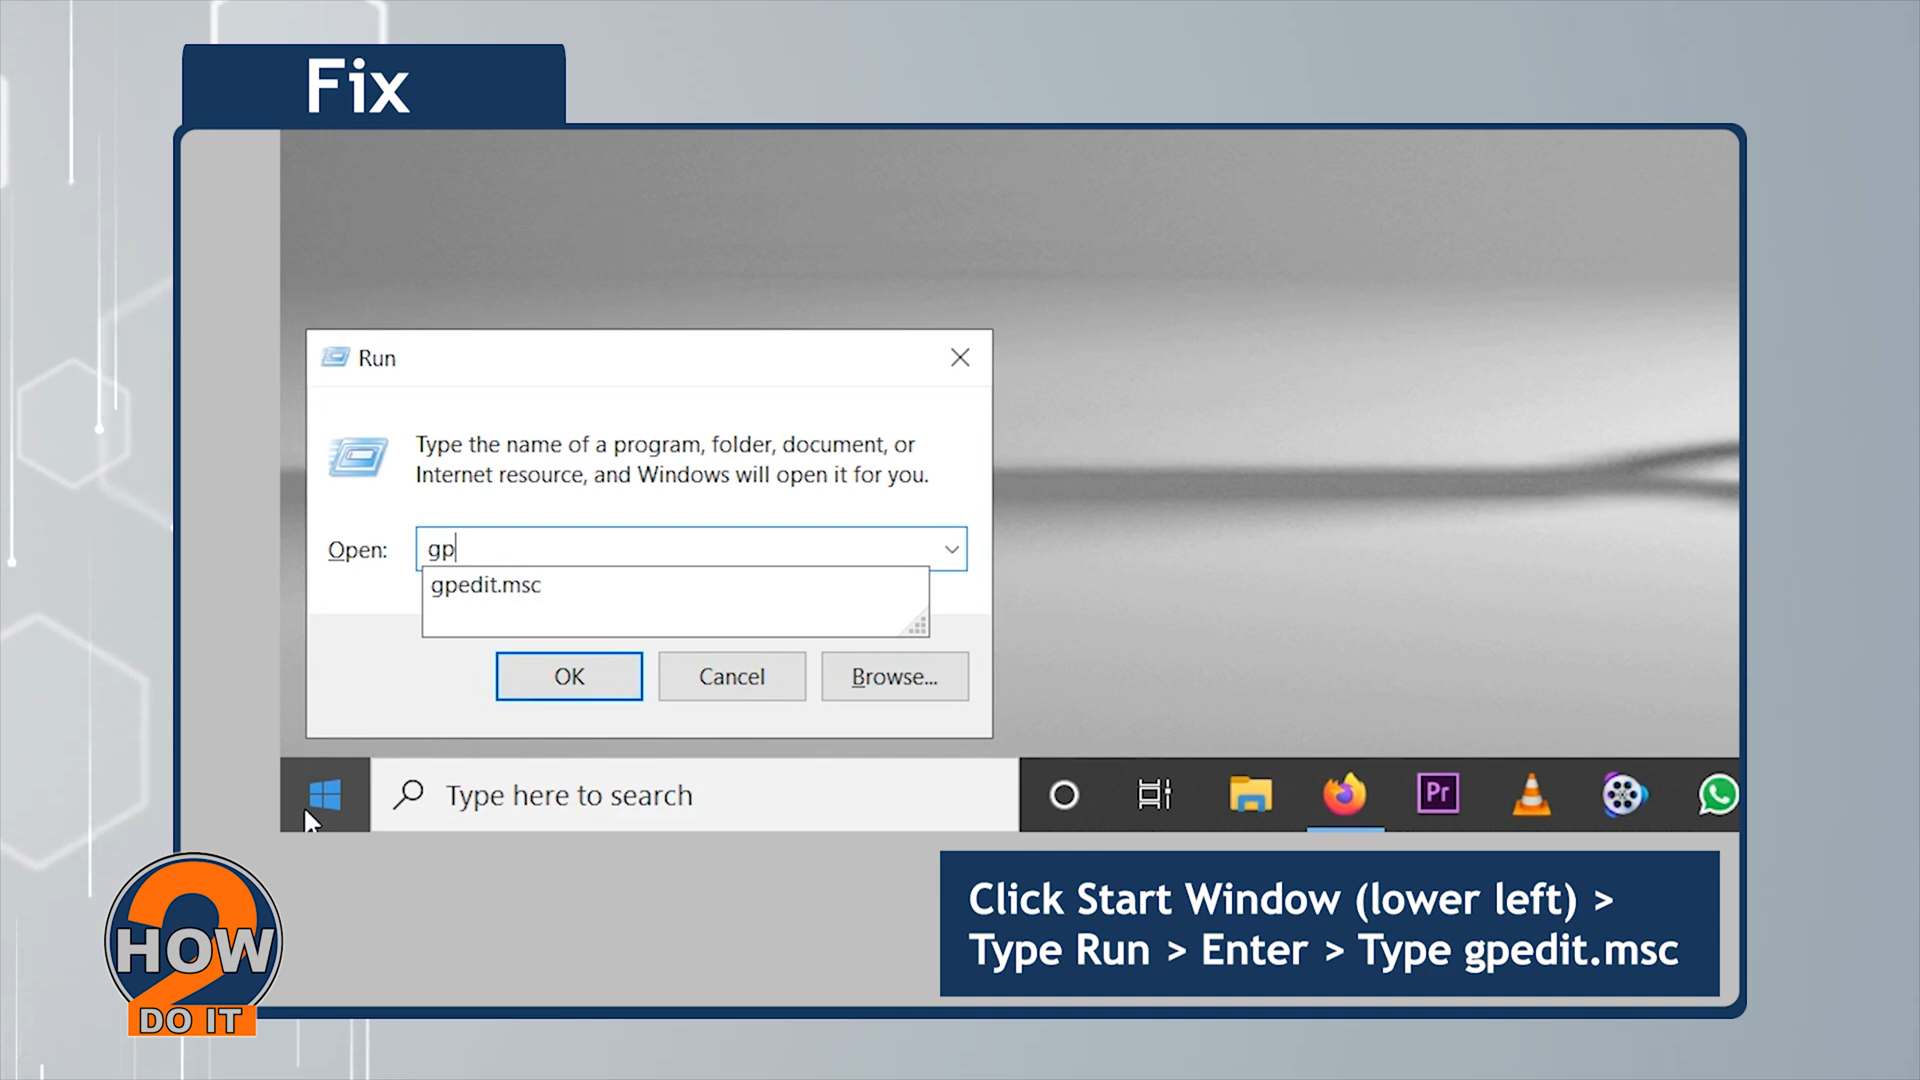 Fix
Run
Type the name of a program, folder, document, or
Internet resource, and Windows will open it for you.
Open:
gp
gpedit.msc
OK
Cancel
Browse...
Type here to search
Pr
Click Start Window (lower left) >
Type Run > Enter > Type gpedit.msc
2
HOW
DO IT